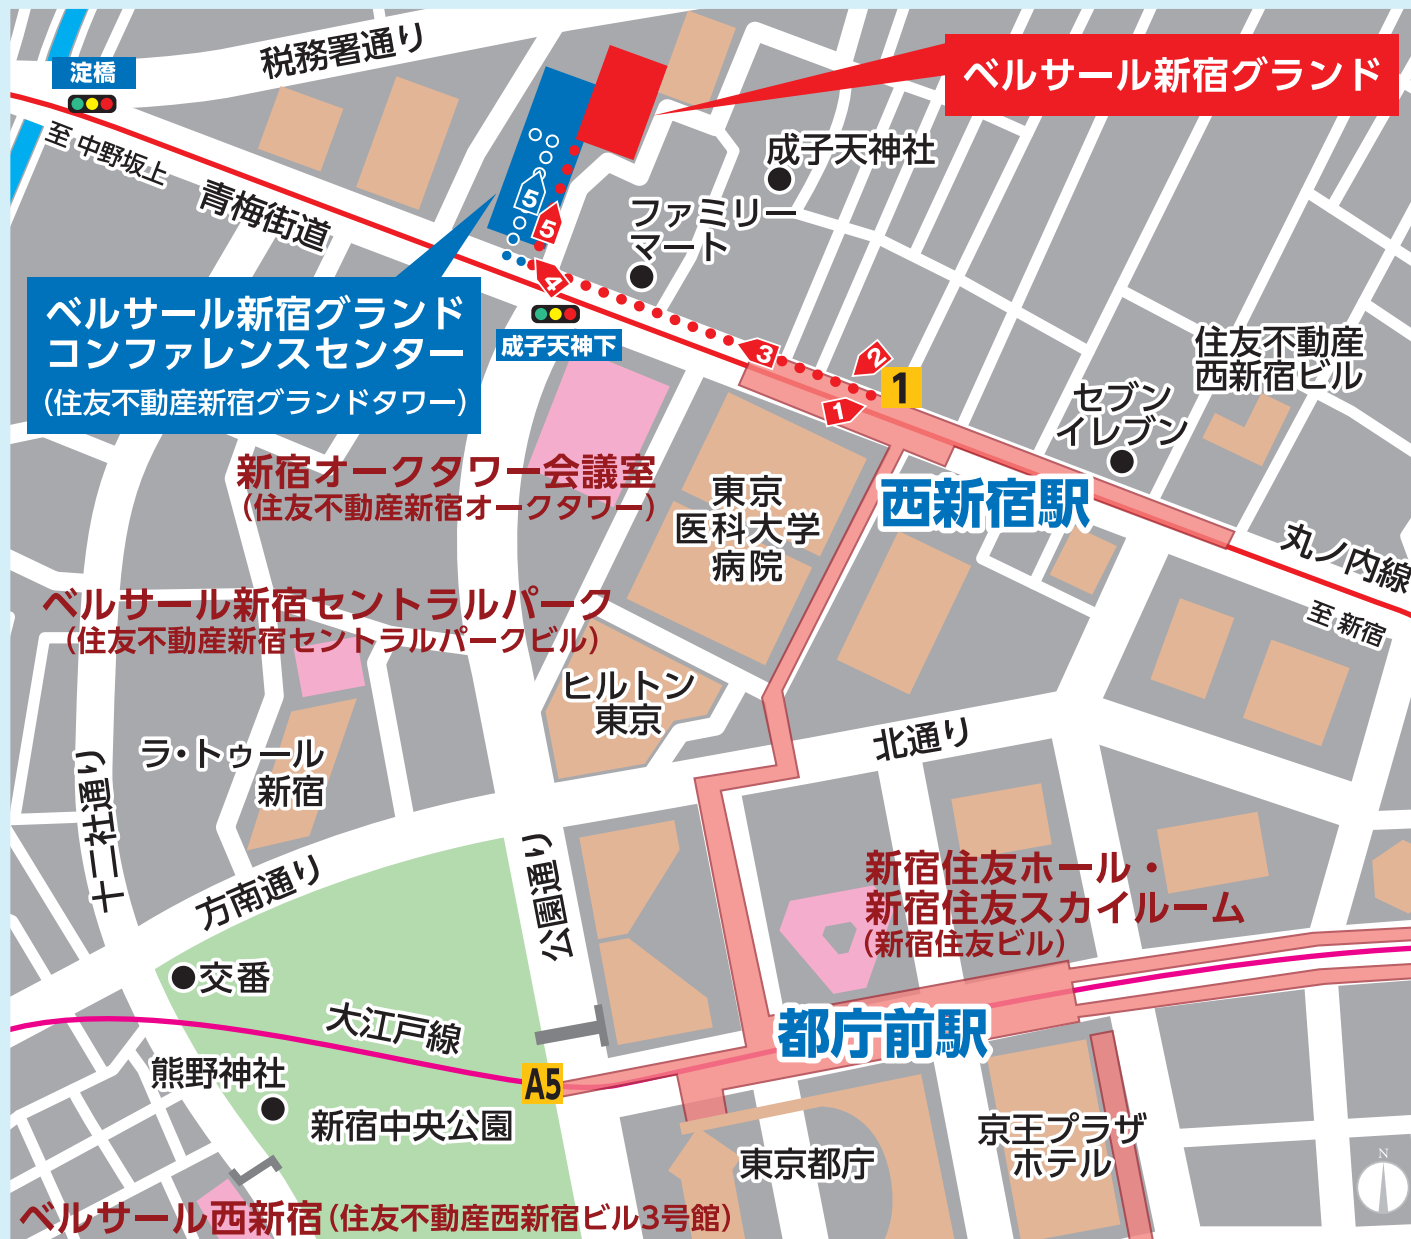 税務署通り
淀橋
ベルサール新宿グランド
至 中野坂上
青梅街道
成子天神社
ファミリー
マート
5
5
4
3
2
1
1
ベルサール新宿グランド
コンファレンスセンター
(住友不動産新宿グランドタワー)
成子天神下
住友不動産
西新宿ビル
セブン
イレブン
新宿オークタワー会議室
(住友不動産新宿オークタワー)
東京
医科大学
病院
西新宿駅
丸ノ内線
至 新宿
ベルサール新宿セントラルパーク
(住友不動産新宿セントラルパークビル)
ヒルトン
東京
北通り
ラ・トゥール
新宿
十二社通り
方南通り
公園通り
新宿住友ホール・
新宿住友スカイルーム
(新宿住友ビル)
交番
大江戸線
都庁前駅
熊野神社
A5
新宿中央公園
東京都庁
京王プラザ
ホテル
N
ベルサール西新宿(住友不動産西新宿ビル3号館)